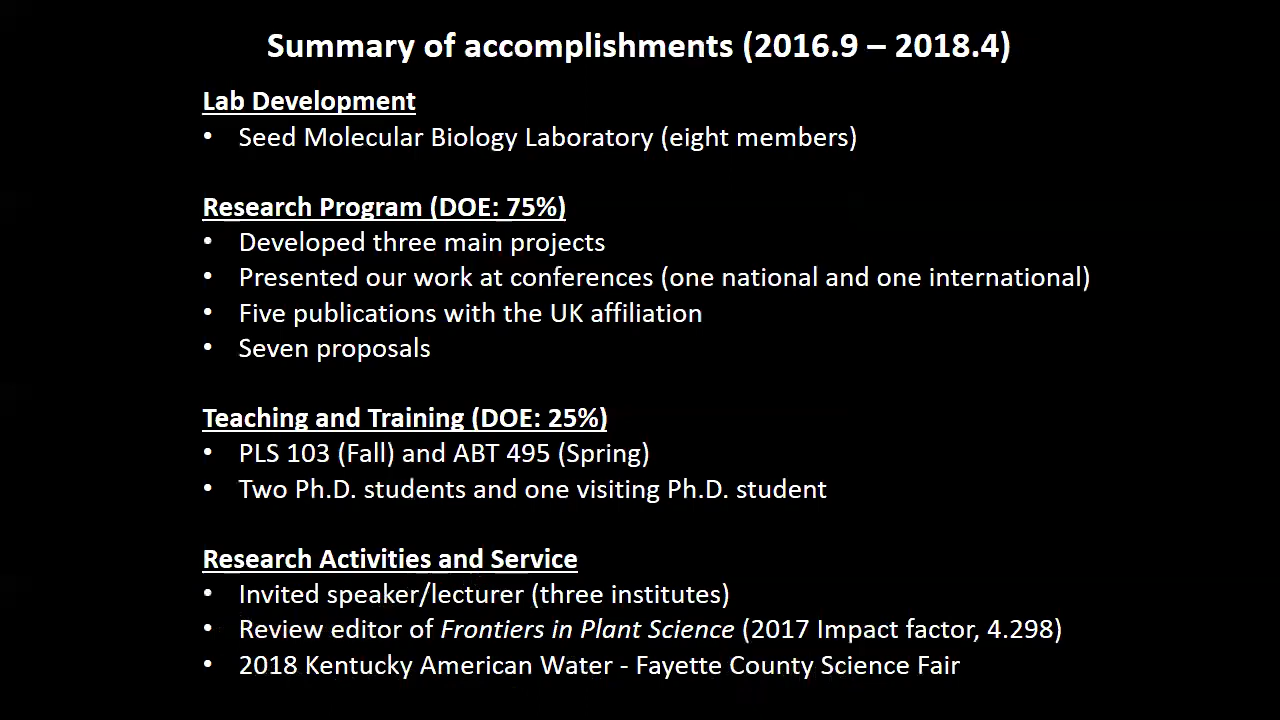 Summary of accomplishments (2016.9 – 2018.4)
Lab Development
• Seed Molecular Biology Laboratory (eight members)
Research Program (DOE: 75%)
• Developed three main projects
• Presented our work at conferences (one national and one international)
• Five publications with the UK affiliation
• Seven proposals
Teaching and Training (DOE: 25%)
• PLS 103 (Fall) and ABT 495 (Spring)
• Two Ph.D. students and one visiting Ph.D. student
Research Activities and Service
• Invited speaker/lecturer (three institutes)
• Review editor of Frontiers in Plant Science (2017 Impact factor, 4.298)
• 2018 Kentucky American Water - Fayette County Science Fair